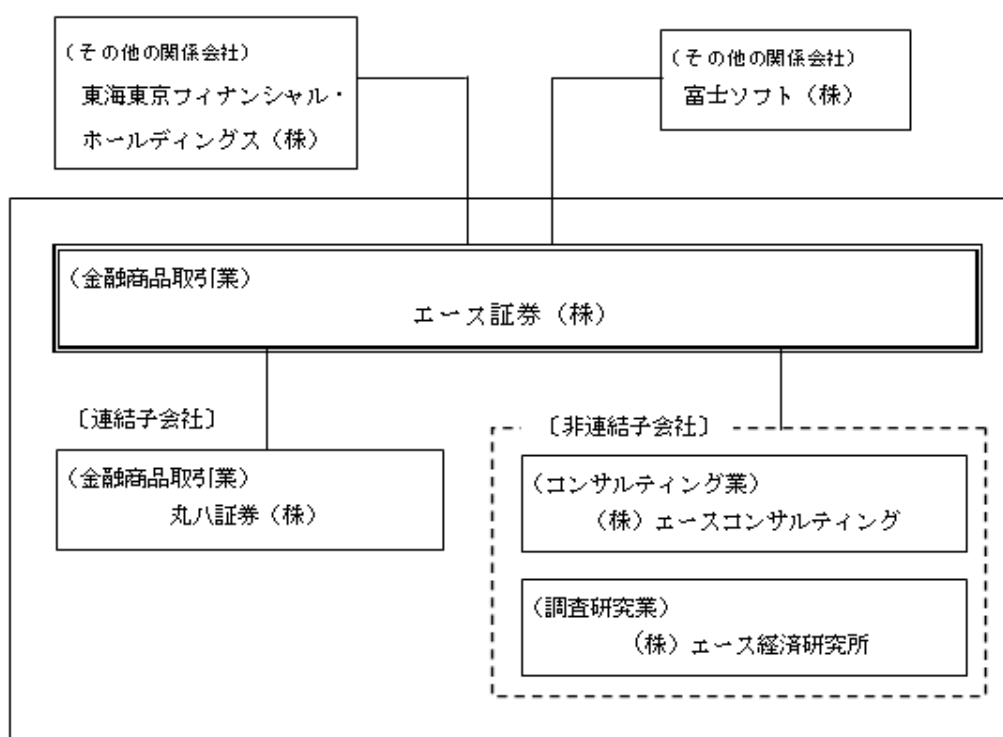 （その他の関係会社）
東海東京フィナンシャル・
ホールディングス（株）
（その他の関係会社）
富士ソフト（株）
（金融商品取引業）
エース証券（株）
〔連結子会社〕
（金融商品取引業）
丸八証券（株）
〔非連結子会社〕
（コンサルティング業）
（株）エースコンサルティング
（調査研究業）
（株）エース経済研究所